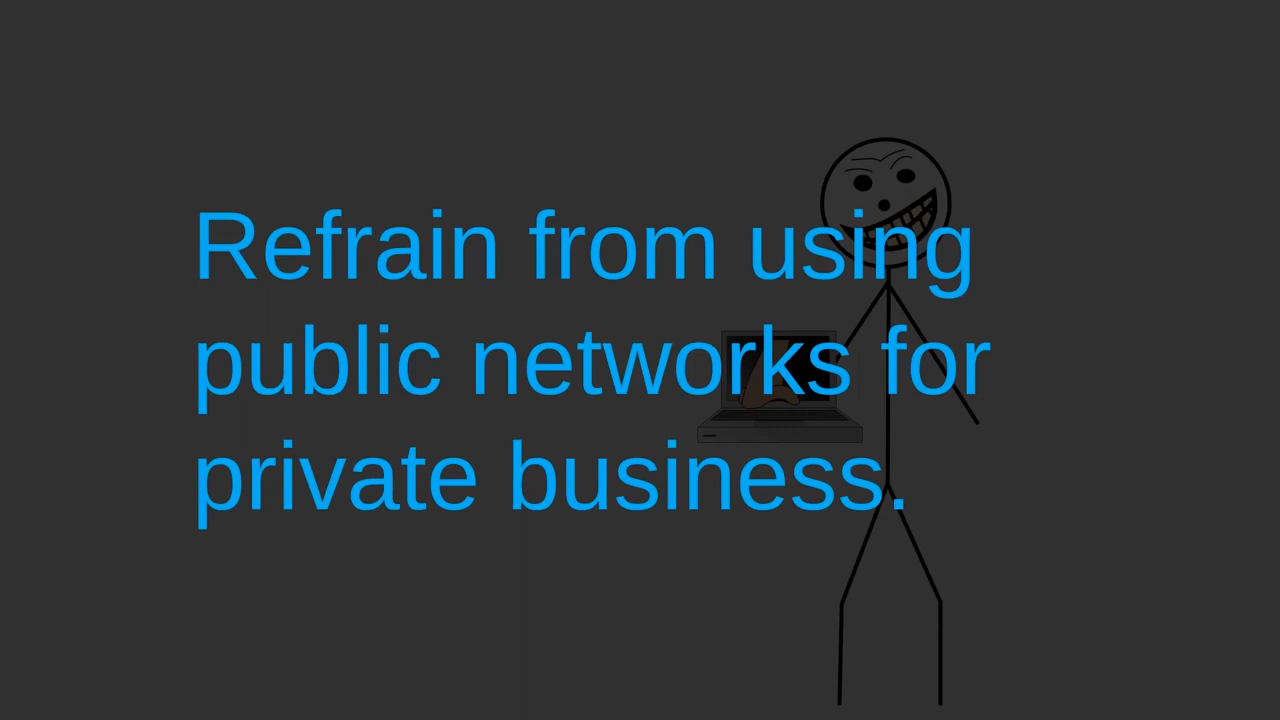 Refrain from using
public networks for
private business.